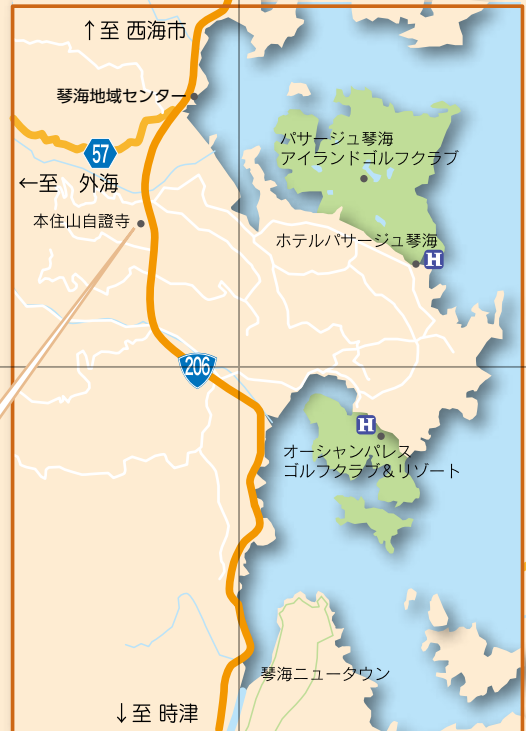 ↑至 西海市
琴海地域センター
57
パサージュ琴海
アイランドゴルフクラブ
←至 外海
本住山自證寺
ホテルパサージュ琴海
H
206
H
オーシャンパレス
ゴルフクラブ&リゾート
琴海ニュータウン
↓至 時津